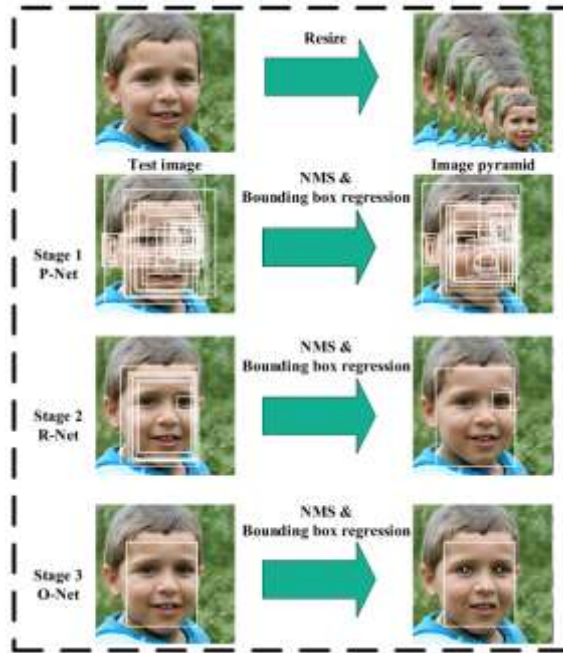 Resize
Test image
Image pyramid
NMS &
Bounding box regression
Stage 1
P-Net
NMS &
Bounding box regression
Stage 2
R-Net
NMS &
Bounding box regression
Stage 3
O-Net